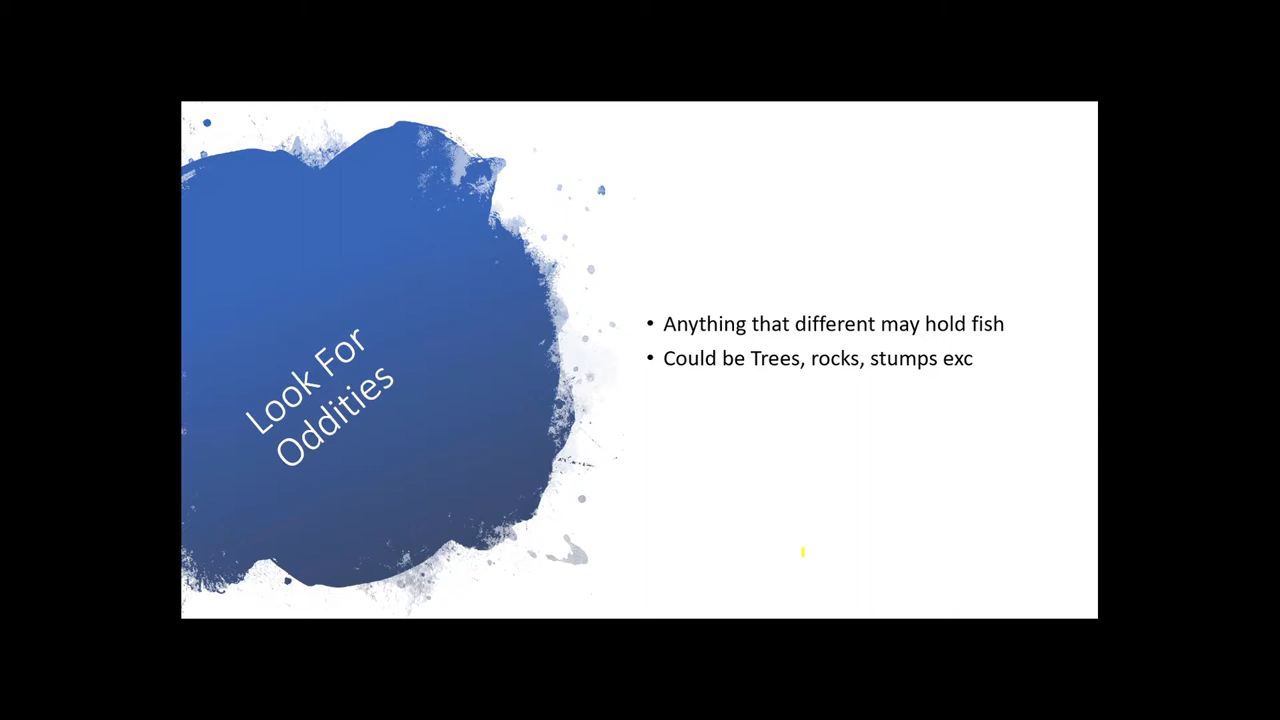 Look For
Oddities
• Anything that different may hold fish
• Could be Trees, rocks, stumps exc